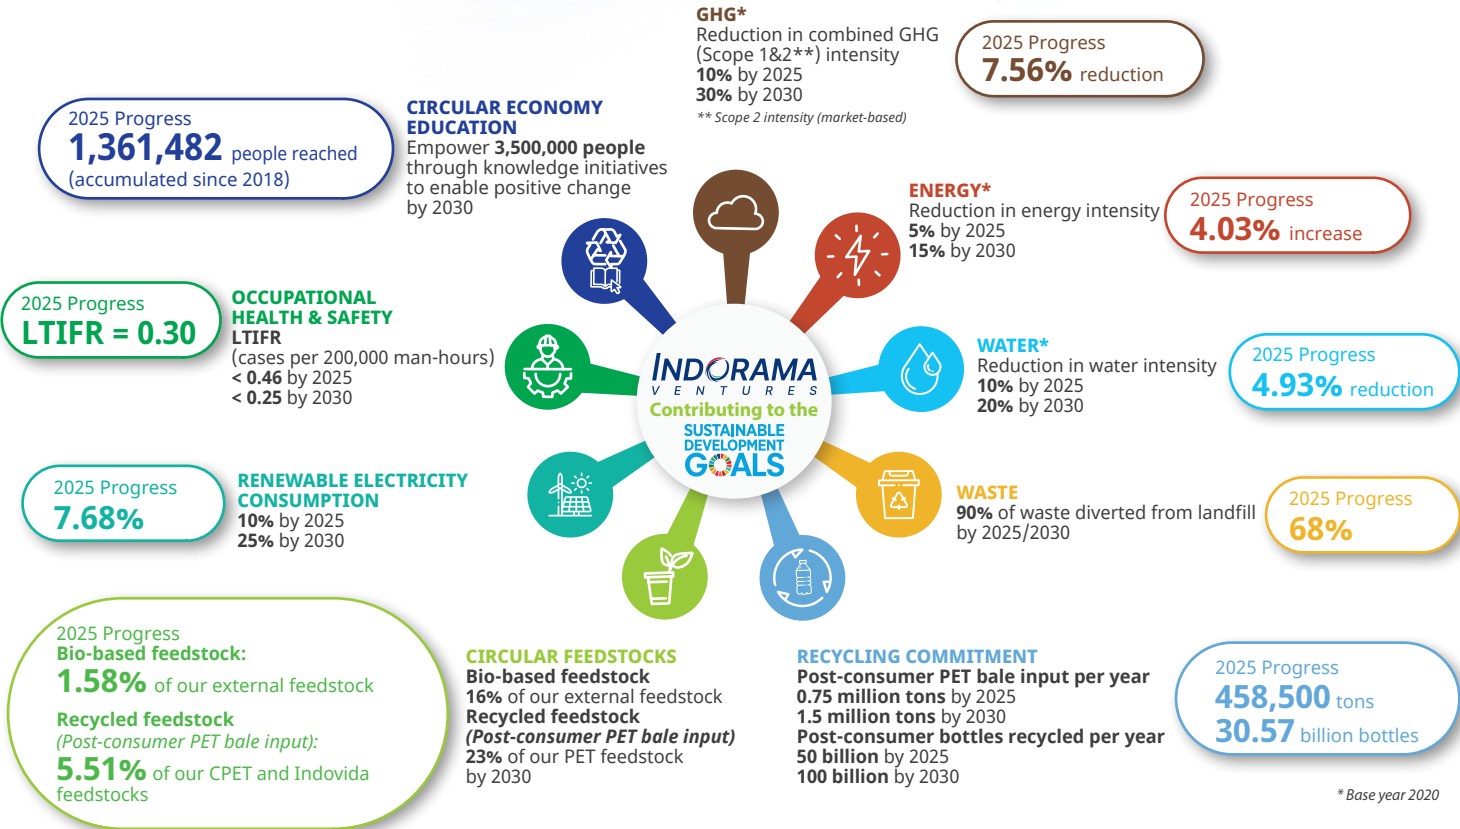 GHG*
Reduction in combined GHG
(Scope 1&2**) intensity
10% by 2025
30% by 2030
** Scope 2 intensity (market-based)
2025 Progress
7.56% reduction
2025 Progress
1,361,482 people reached
(accumulated since 2018)
CIRCULAR ECONOMY
EDUCATION
Empower 3,500,000 people
through knowledge initiatives
to enable positive change
by 2030
ENERGY*
Reduction in energy intensity
5% by 2025
15% by 2030
2025 Progress
4.03% increase
2025 Progress
LTIFR = 0.30
OCCUPATIONAL
HEALTH & SAFETY
LTIFR
(cases per 200,000 man-hours)
< 0.46 by 2025
< 0.25 by 2030
INDORAMA
VENTURES
Contributing to the
SUSTAINABLE
DEVELOPMENT
GOALS
WATER*
Reduction in water intensity
10% by 2025
20% by 2030
2025 Progress
4.93% reduction
2025 Progress
7.68%
RENEWABLE ELECTRICITY
CONSUMPTION
10% by 2025
25% by 2030
WASTE
90% of waste diverted from landfill
by 2025/2030
2025 Progress
68%
2025 Progress
Bio-based feedstock:
1.58% of our external feedstock
Recycled feedstock
(Post-consumer PET bale input):
5.51% of our CPET and Indovida
feedstocks
CIRCULAR FEEDSTOCKS
Bio-based feedstock
16% of our external feedstock
Recycled feedstock
(Post-consumer PET bale input)
23% of our PET feedstock
by 2030
RECYCLING COMMITMENT
Post-consumer PET bale input per year
0.75 million tons by 2025
1.5 million tons by 2030
Post-consumer bottles recycled per year
50 billion by 2025
100 billion by 2030
2025 Progress
458,500 tons
30.57 billion bottles
* Base year 2020